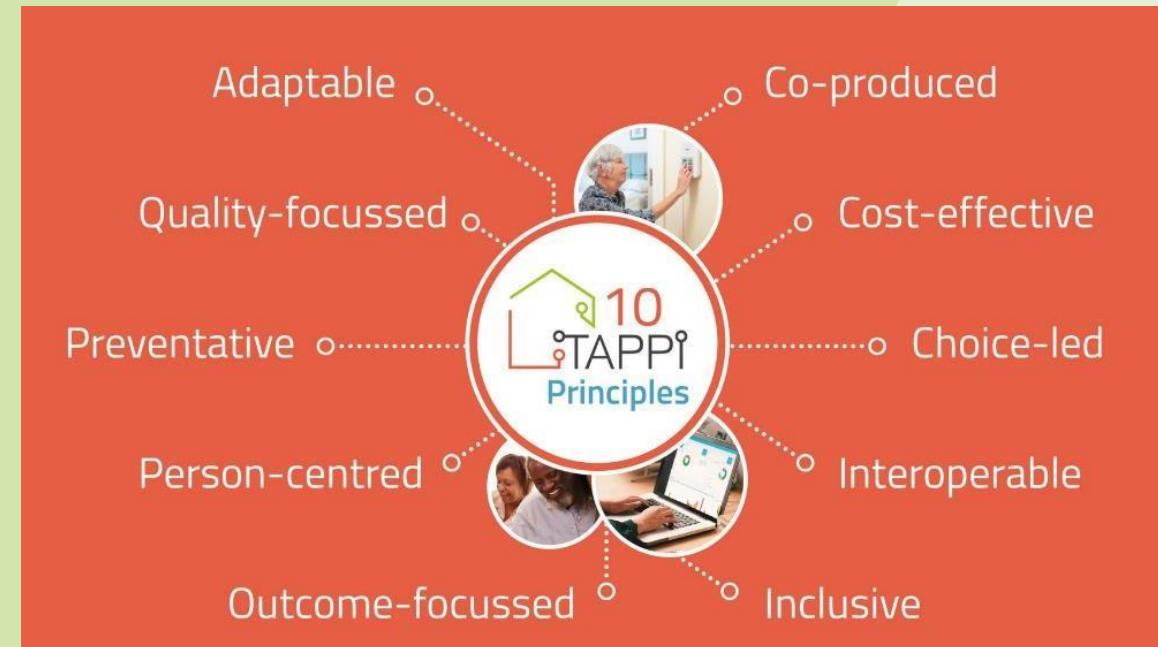 Adaptable
Co-produced
Quality-focussed
Cost-effective
10
TAPPi
Principles
Preventative
Choice-led
Person-centred
Interoperable
Outcome-focussed
Inclusive